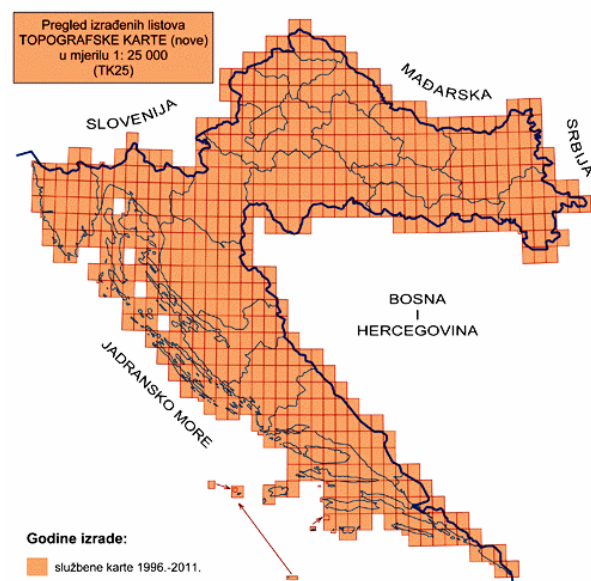 Pregled izrađenih listova
TOPOGRAFSKE KARTE (nove)
u mjerilu 1: 25 000
(TK25)
SLOVENIJA
MAĐARSKA
SRBIJA
BOSNA
I
HERCEGOVINA
JADRANSKO MORE
Godine izrade:
službene karte 1996.-2011.